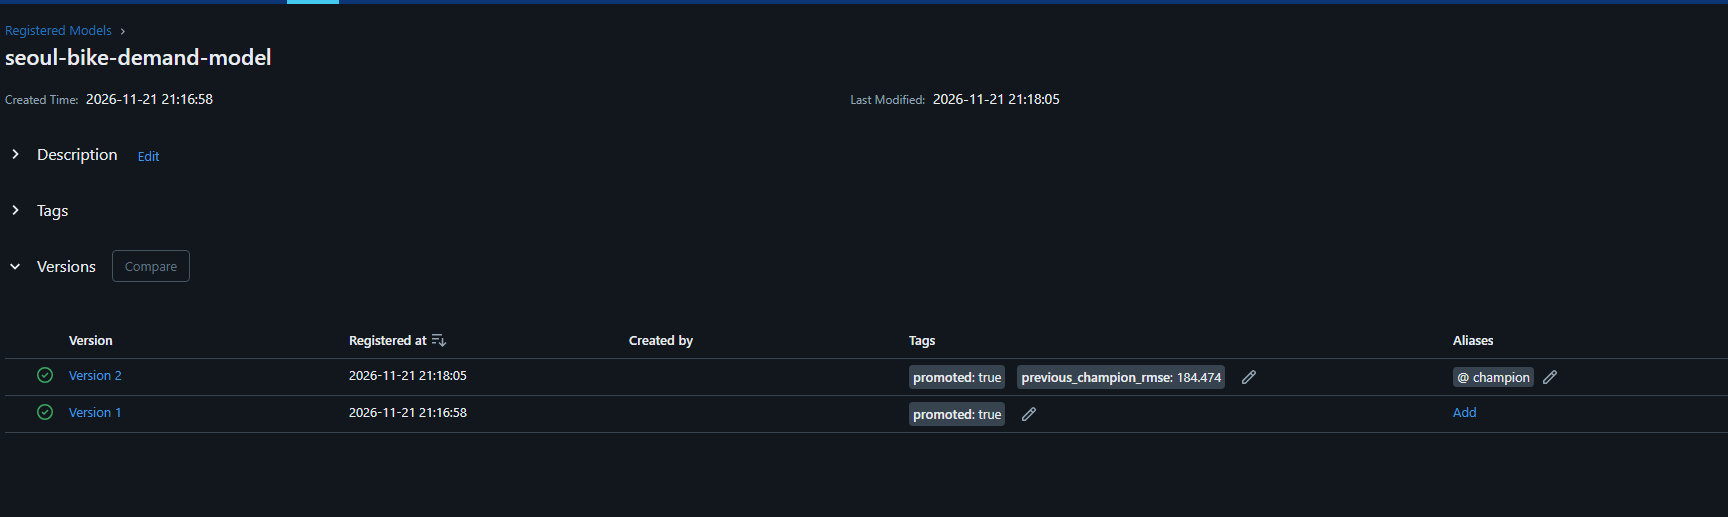 Registered Models
seoul-bike-demand-model
Created Time: 2026-11-21 21:16:58 Last Modified: 2026-11-21 21:18:05
Description Edit
Tags
Versions Compare
Version Registered at Created by Tags Aliases
Version 2 2026-11-21 21:18:05 promoted: true previous_champion_rmse: 184.474 @ champion
Version 1 2026-11-21 21:16:58 promoted: true Add